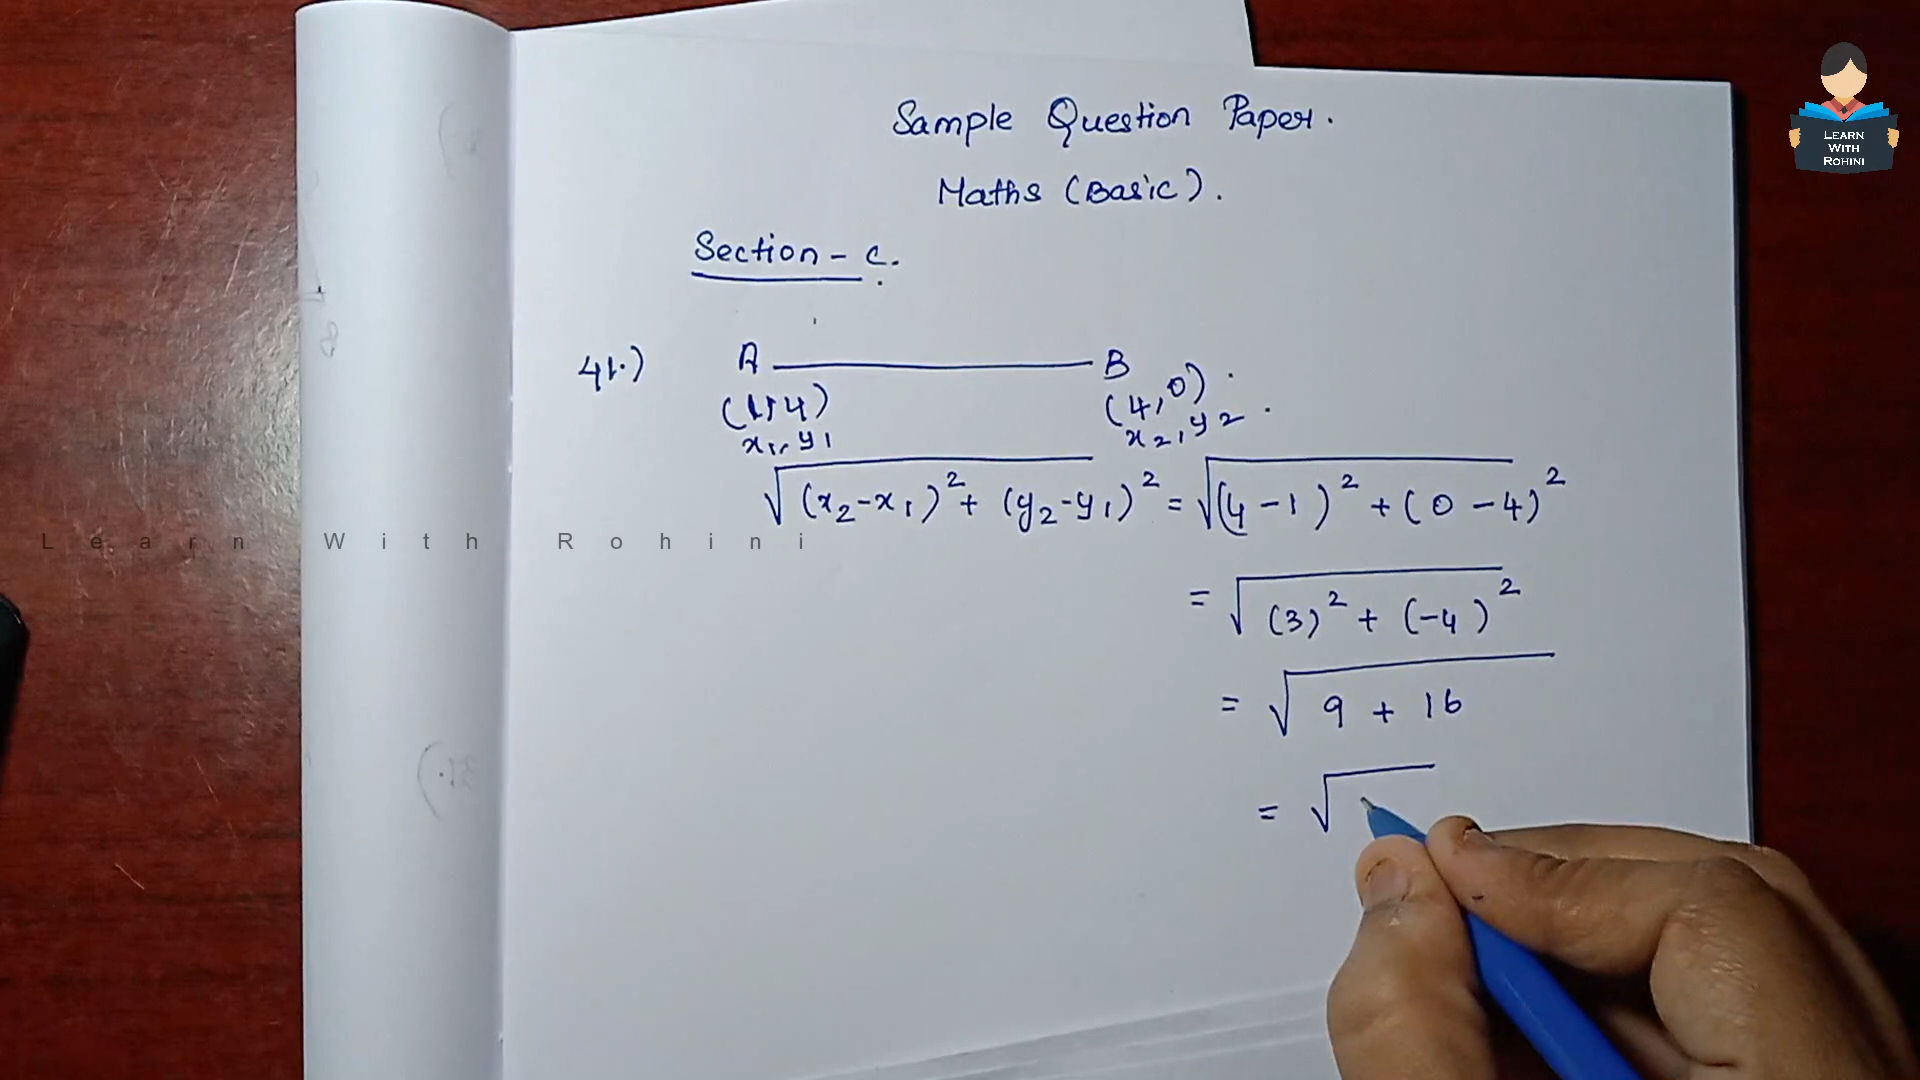 Sample Question Paper.
Maths (Basic).
Section - C.
41.) A B
(1,4) (4,0)
x1, y1 x2, y2
√(x2-x1)² + (y2-y1)² = √(4-1)² + (0-4)²
= √(3)² + (-4)²
= √9 + 16
= √
Learn With Rohini
LEARN
WITH
ROHINI